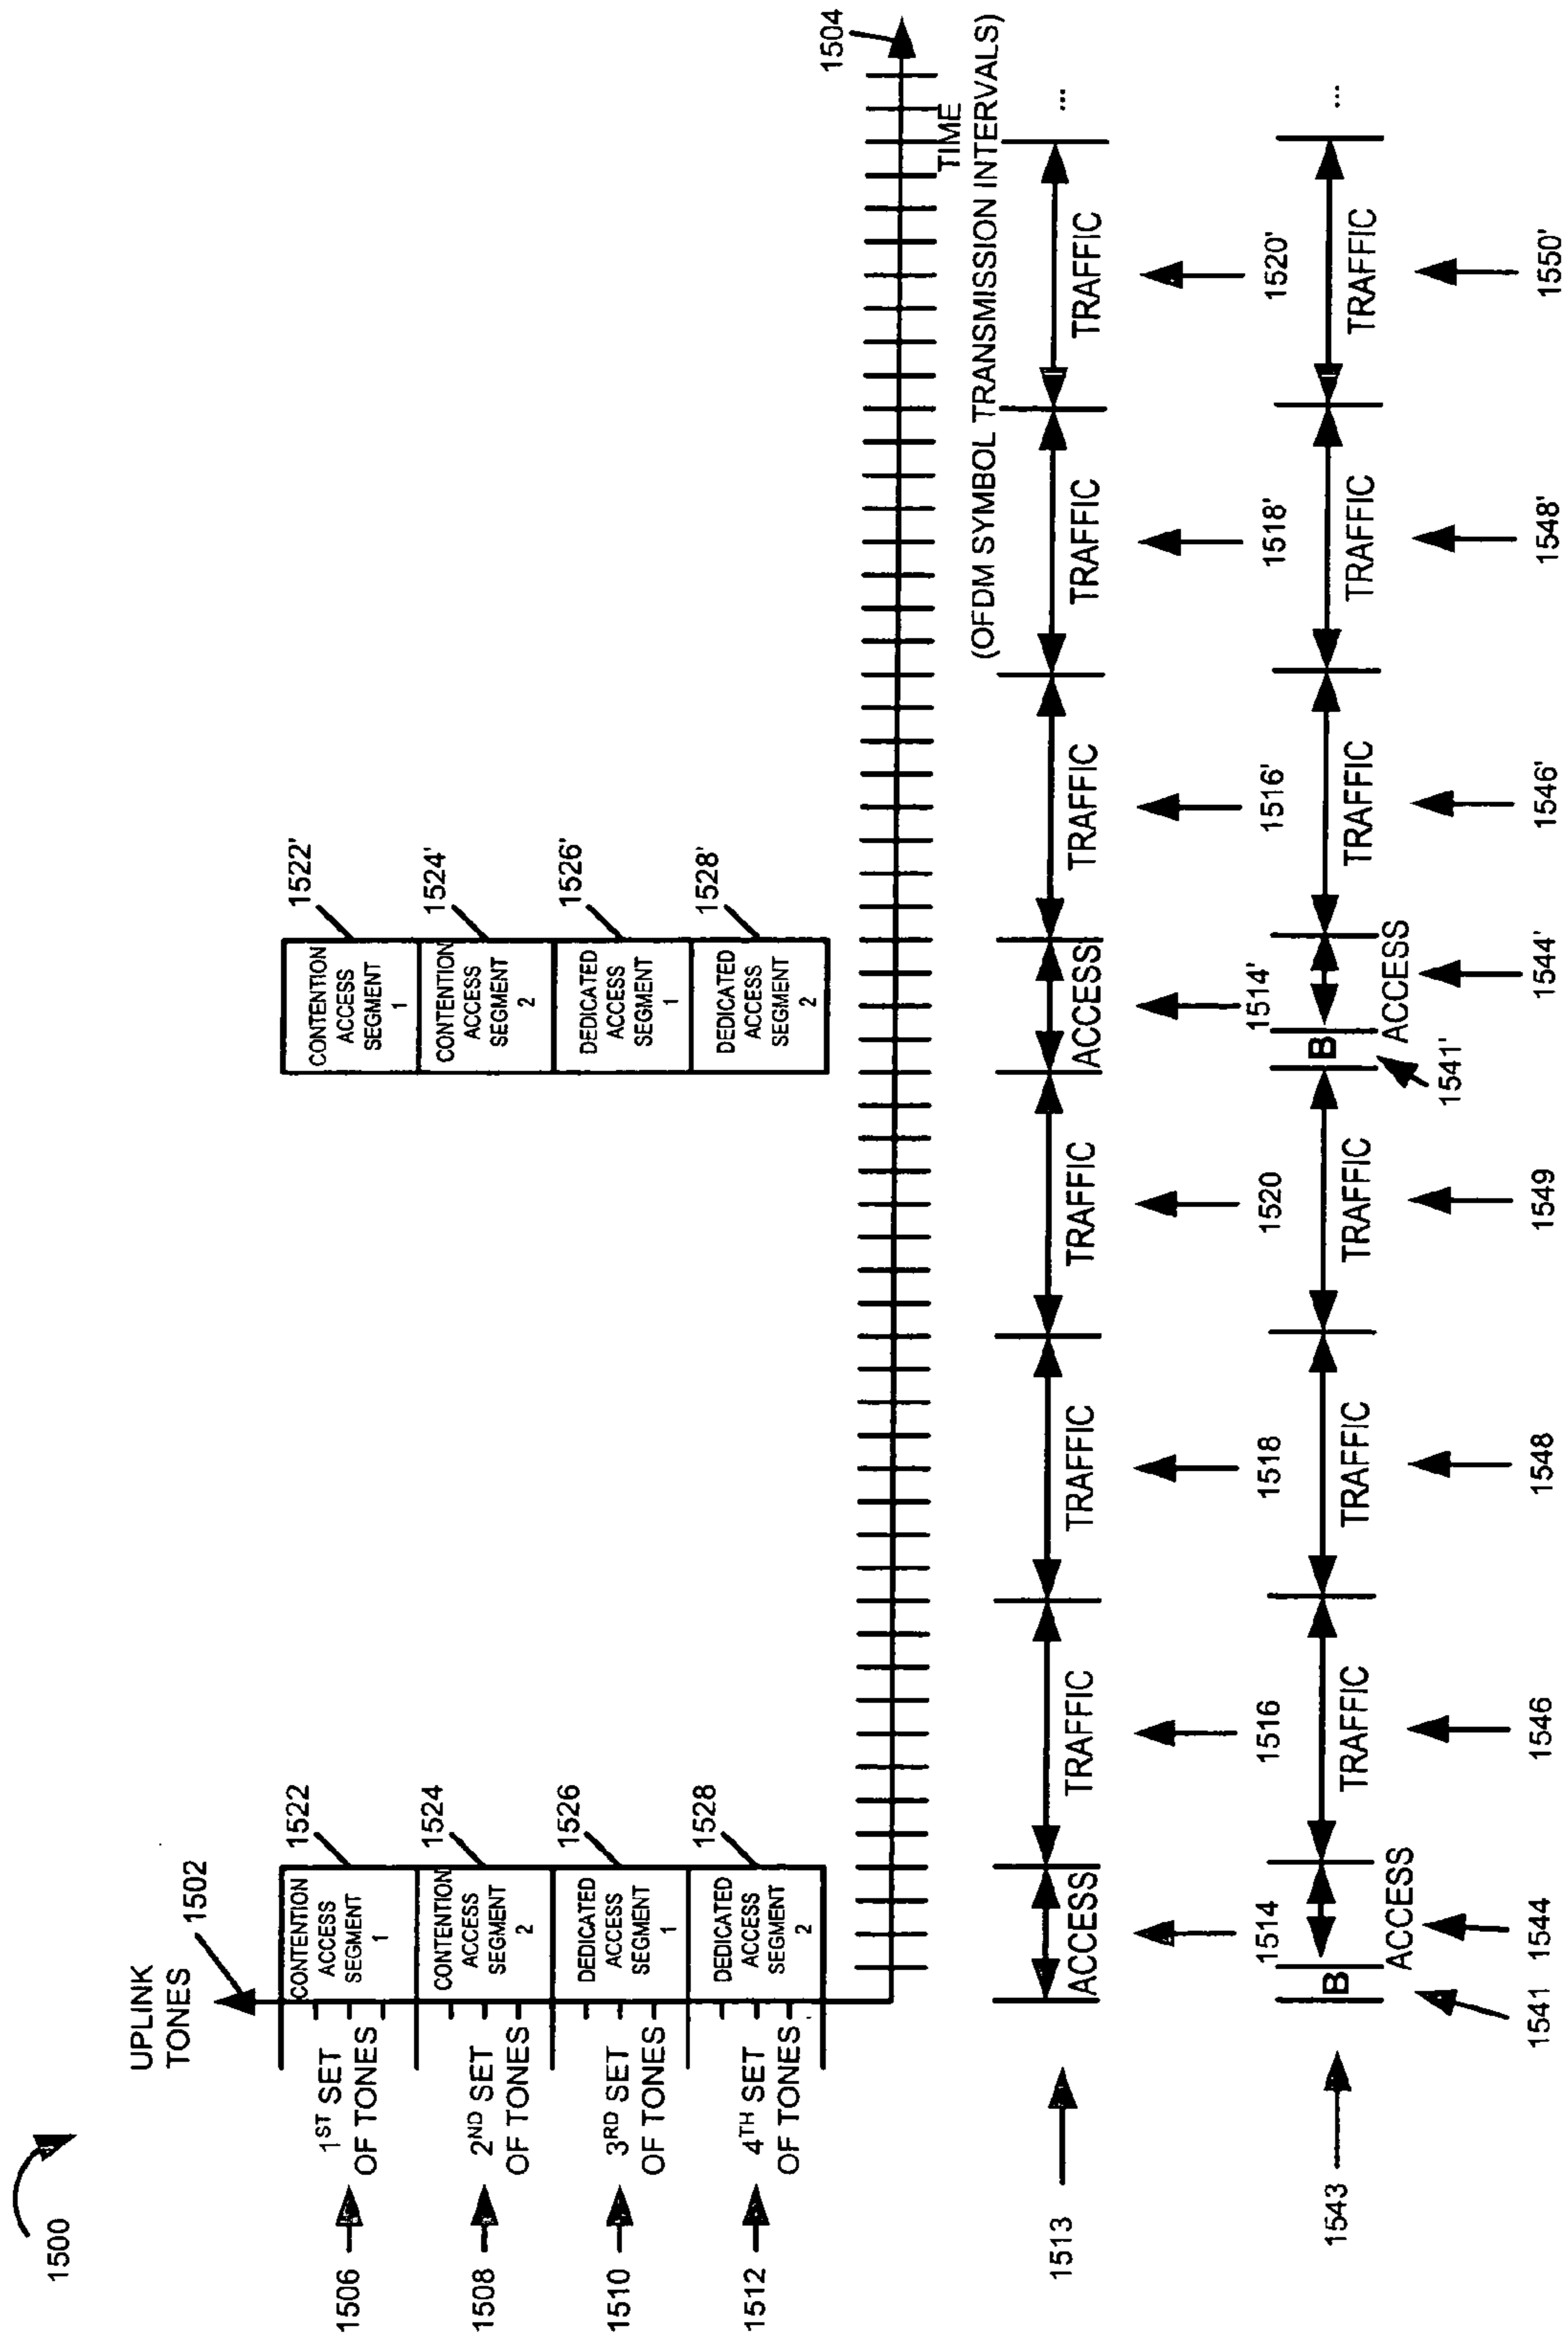 1500
UPLINK
TONES
1502
1506
1ST SET
OF TONES
1508
2ND SET
OF TONES
1510
3RD SET
OF TONES
1512
4TH SET
OF TONES
CONTENTION
ACCESS
SEGMENT
1
1522
CONTENTION
ACCESS
SEGMENT
2
1524
DEDICATED
ACCESS
SEGMENT
1
1526
DEDICATED
ACCESS
SEGMENT
2
1528
CONTENTION
ACCESS
SEGMENT
1
1522'
CONTENTION
ACCESS
SEGMENT
2
1524'
DEDICATED
ACCESS
SEGMENT
1
1526'
DEDICATED
ACCESS
SEGMENT
2
1528'
1504
TIME
(OFDM SYMBOL TRANSMISSION INTERVALS)
1513
ACCESS
TRAFFIC
TRAFFIC
TRAFFIC
ACCESS
TRAFFIC
TRAFFIC
TRAFFIC
...
1514
1516
1518
1520
1514'
1516'
1518'
1520'
1543
B
ACCESS
TRAFFIC
TRAFFIC
TRAFFIC
B
ACCESS
TRAFFIC
TRAFFIC
TRAFFIC
...
1541
1544
1546
1548
1549
1541'
1544'
1546'
1548'
1550'